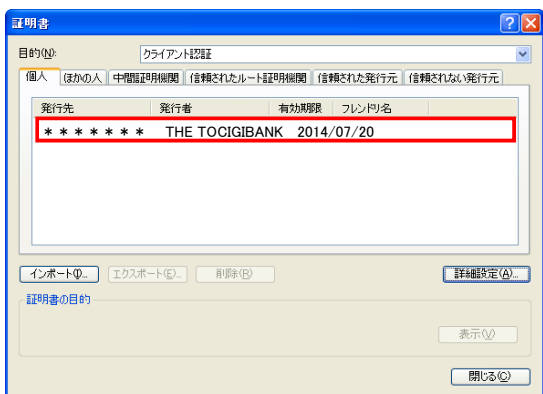 証明書
目的(N): クライアント認証
個人 ほかの人 中間証明機関 信頼されたルート証明機関 信頼された発行元 信頼されない発行元
発行先 発行者 有効期限 フレンドリ名
******* THE TOCIGIBANK 2014/07/20
インポート(I)... エクスポート(E)... 削除(R) 詳細設定(A)...
証明書の目的
表示(V)
閉じる(C)